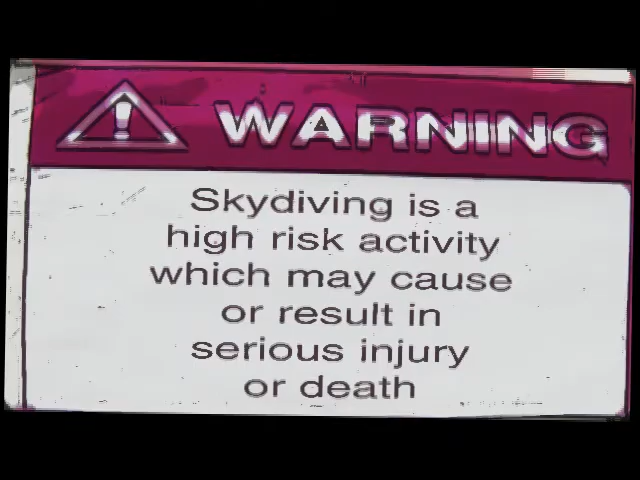 WARNING
Skydiving is a
high risk activity
which may cause
or result in
serious injury
or death